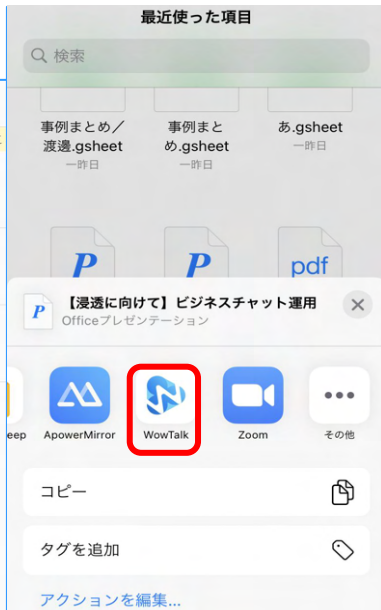 最近使った項目
検索
事例まとめ／
渡邊.gsheet
一昨日
事例まと
め.gsheet
一昨日
あ.gsheet
一昨日
P
P
pdf
P
【浸透に向けて】ビジネスチャット運用
Officeプレゼンテーション
eep
ApowerMirror
WowTalk
Zoom
その他
コピー
タグを追加
アクションを編集...